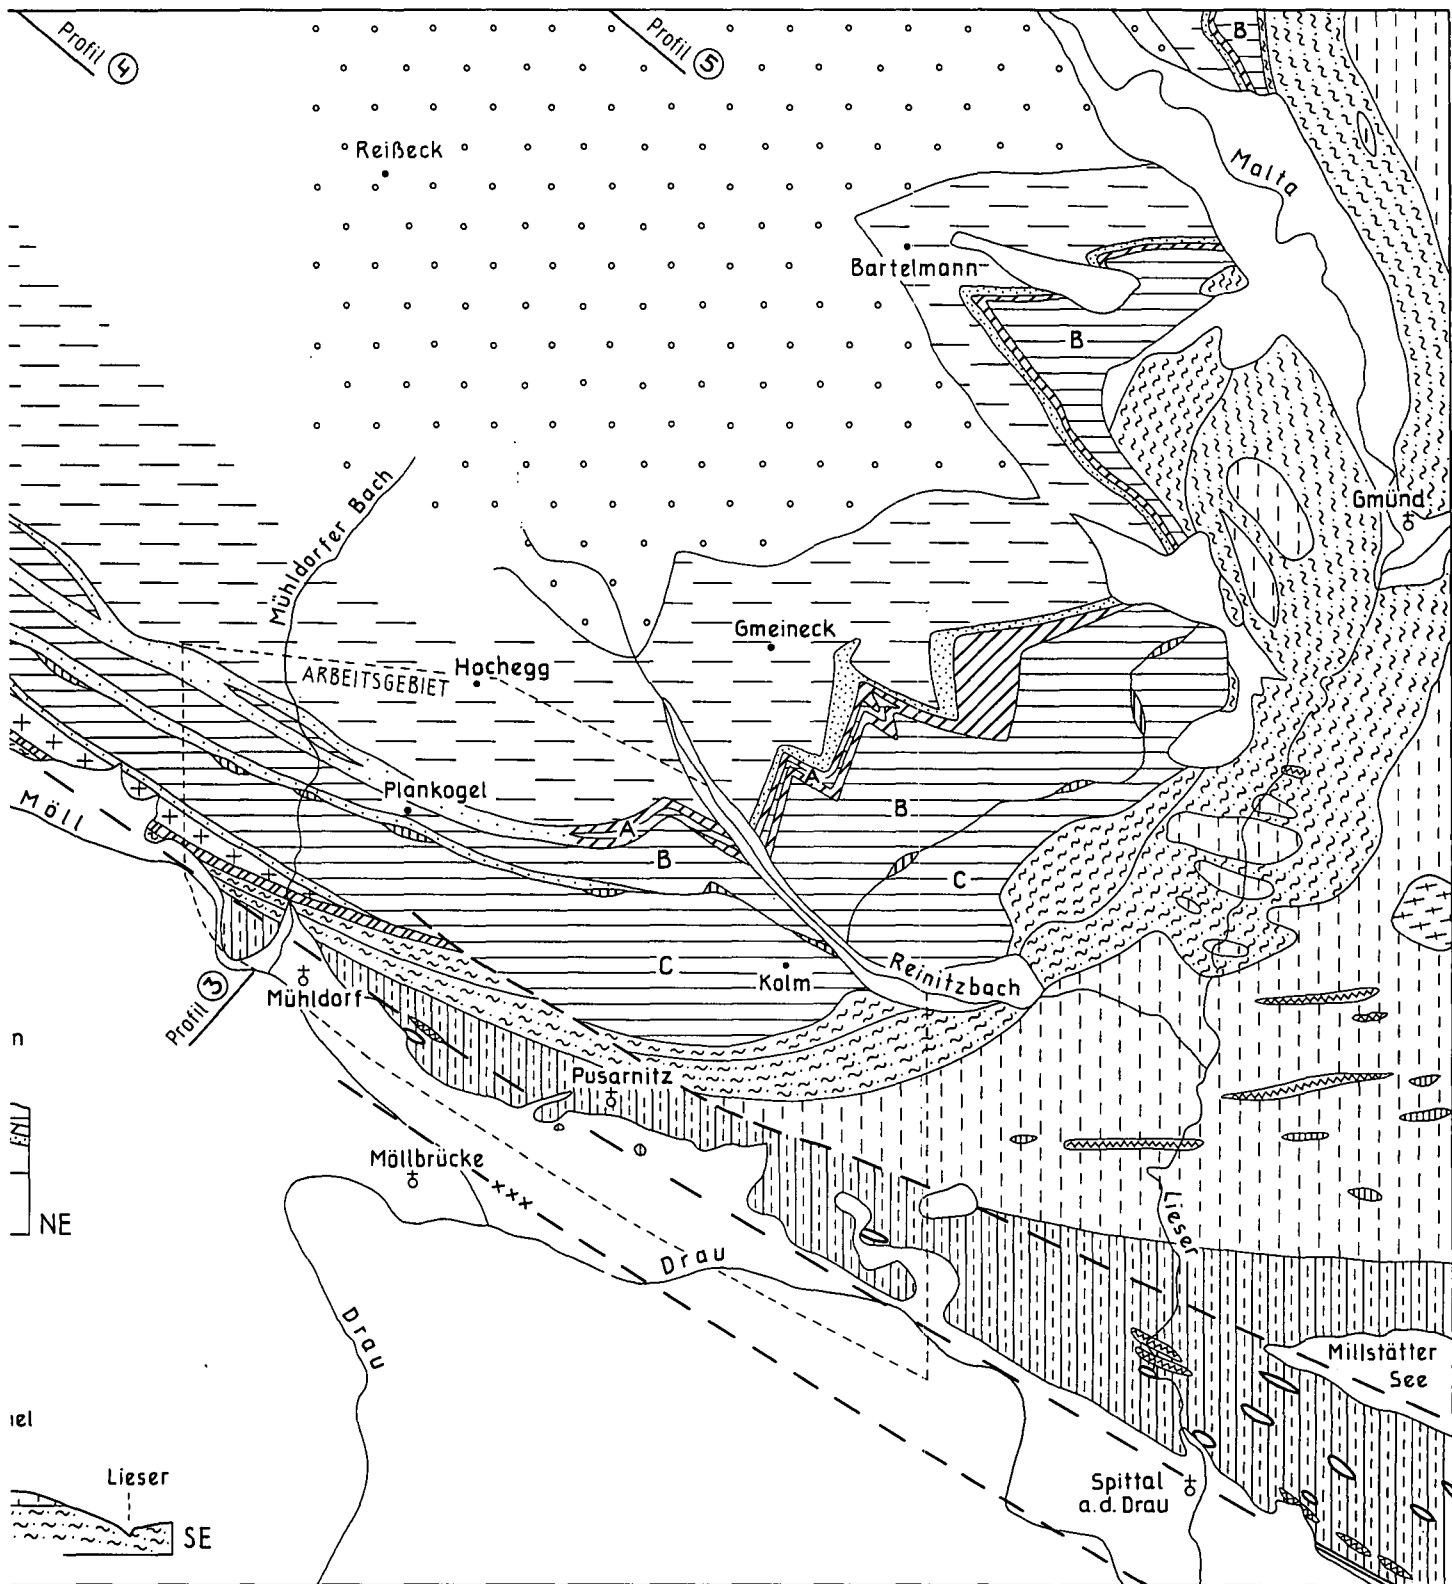 Profil 4
Profil 5
B
Reißeck
Malta
Bartelmann
B
Gmünd
Mühldorfer Bach
Gmeineck
Hochegg
ARBEITSGEBIET
Plankogel
A
A
B
B
C
Möll
C
Kolm
Reinitzbach
Mühldorf
Profil 3
n
Pusarnitz
Möllbrücke
NE
Lieser
Drau
Drau
Millstätter
See
el
Lieser
Spittal
a.d. Drau
SE